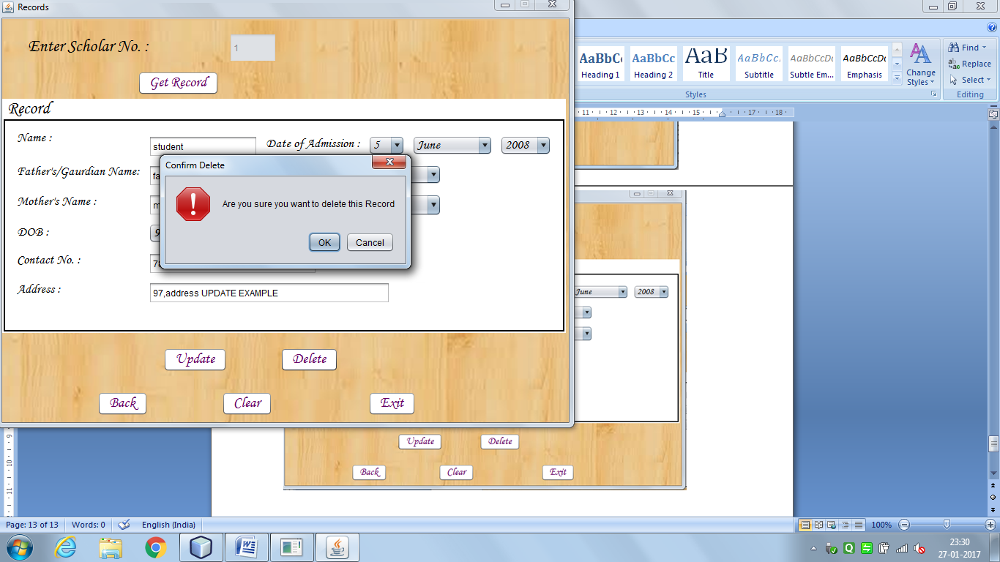 Records
Enter Scholar No. :
1
Get Record
Record
Name :
student
Date of Admission :
5
June
2008
Father's/Gaurdian Name:
fa
Mother's Name :
m
DOB :
9
Contact No. :
78
Address :
97,address UPDATE EXAMPLE
Confirm Delete
Are you sure you want to delete this Record
OK
Cancel
Update
Delete
Back
Clear
Exit
AaBbC
AaBbCc
AaB
AaBbCc.
AaBbCcDc
AaBbCcDc
Heading 1
Heading 2
Title
Subtitle
Subtle Em...
Emphasis
Change
Styles
Styles
Find
Replace
Select
Editing
11 12 13 14 15 17 18
June
2008
Update
Delete
Back
Clear
Exit
9
10
11
Page: 13 of 13
Words: 0
English (India)
100%
23:30
27-01-2017